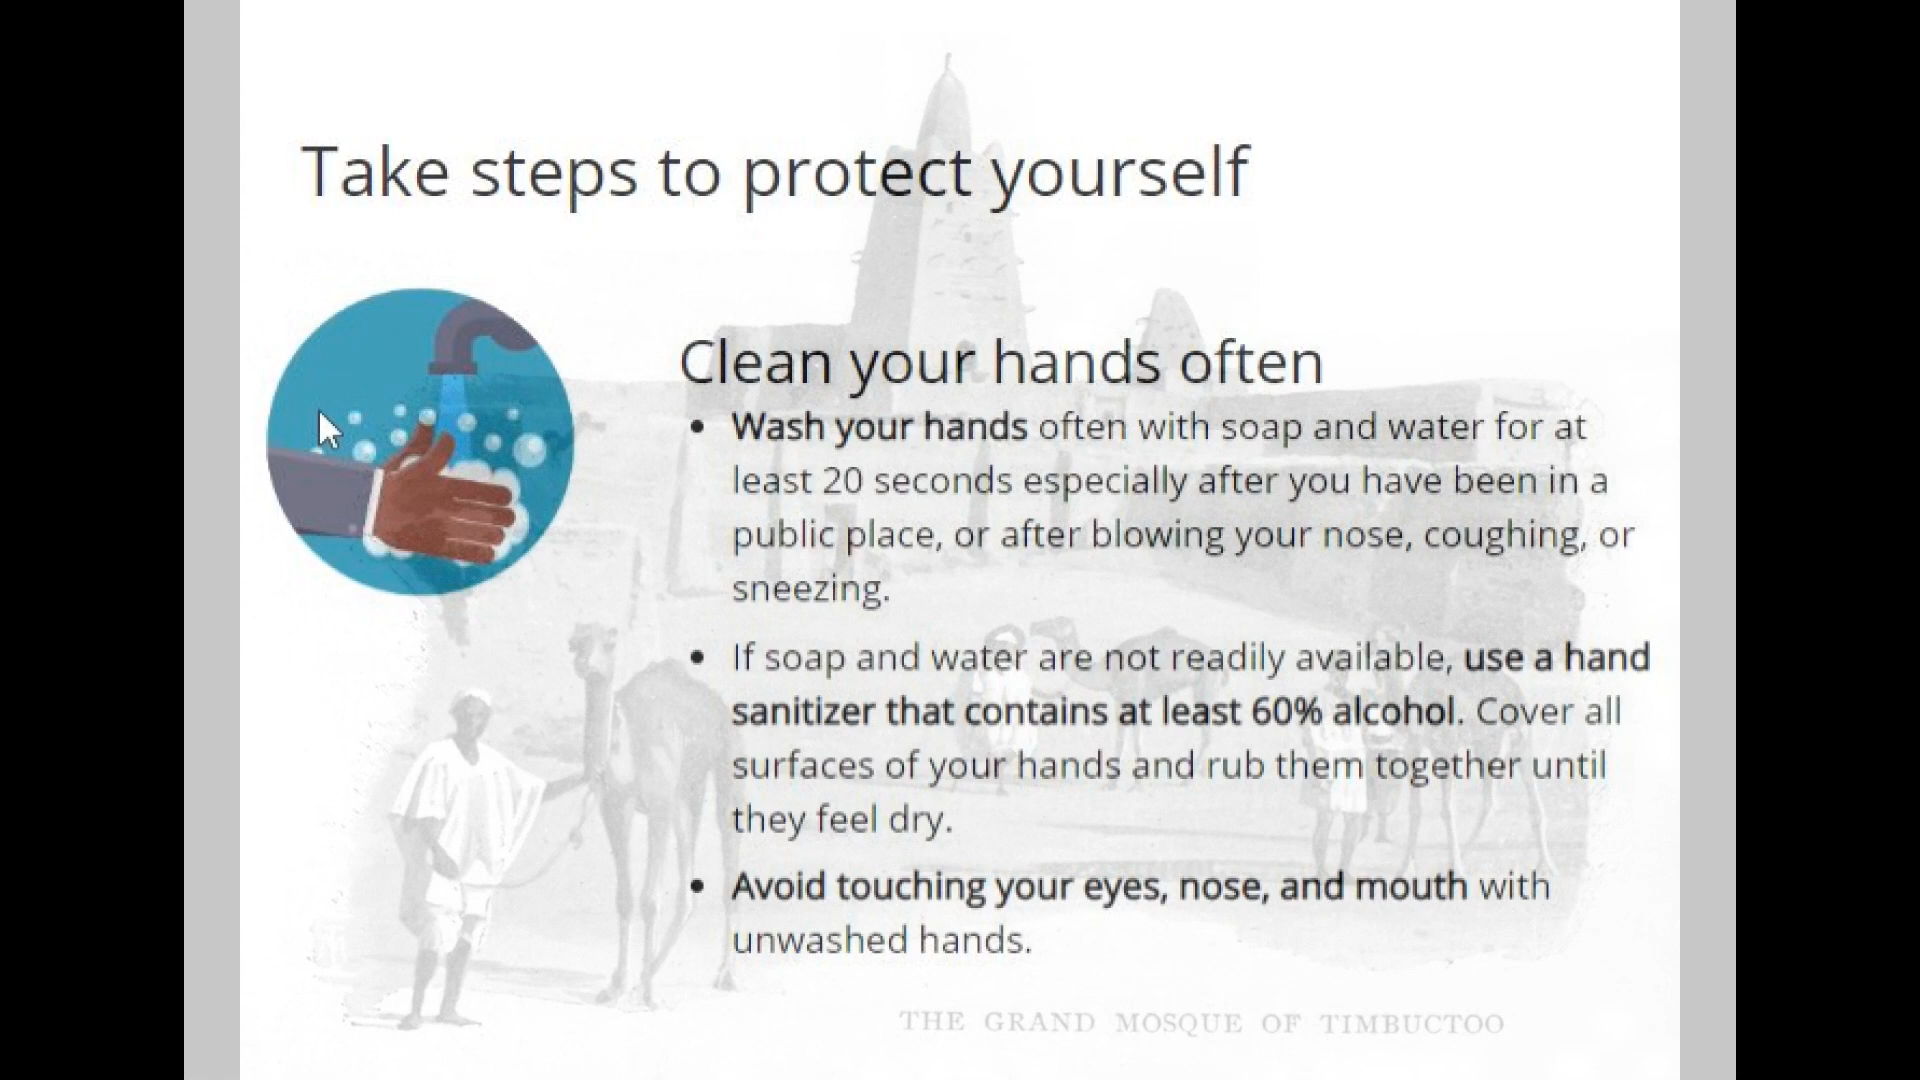 Take steps to protect yourself
Clean your hands often
• Wash your hands often with soap and water for at
least 20 seconds especially after you have been in a
public place, or after blowing your nose, coughing, or
sneezing.
• If soap and water are not readily available, use a hand
sanitizer that contains at least 60% alcohol. Cover all
surfaces of your hands and rub them together until
they feel dry.
• Avoid touching your eyes, nose, and mouth with
unwashed hands.
THE GRAND MOSQUE OF TIMBUCTOO